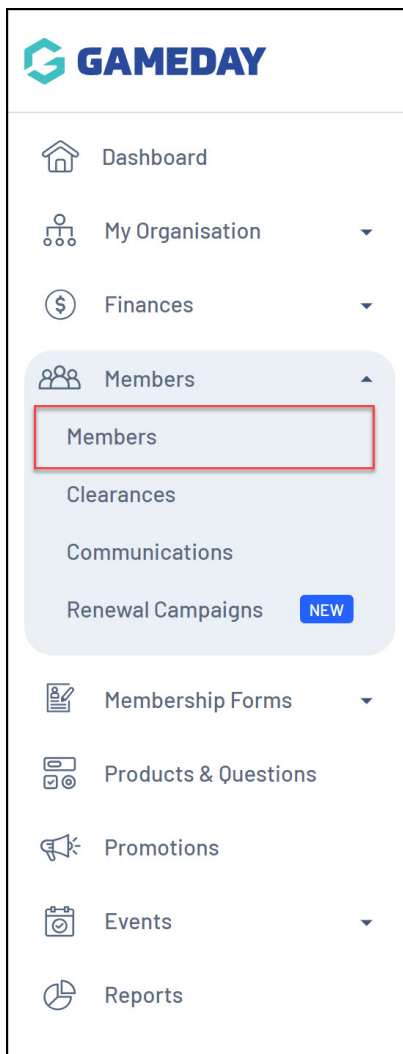 GAMEDAY
Dashboard
My Organisation
Finances
Members
Members
Clearances
Communications
Renewal Campaigns NEW
Membership Forms
Products & Questions
Promotions
Events
Reports